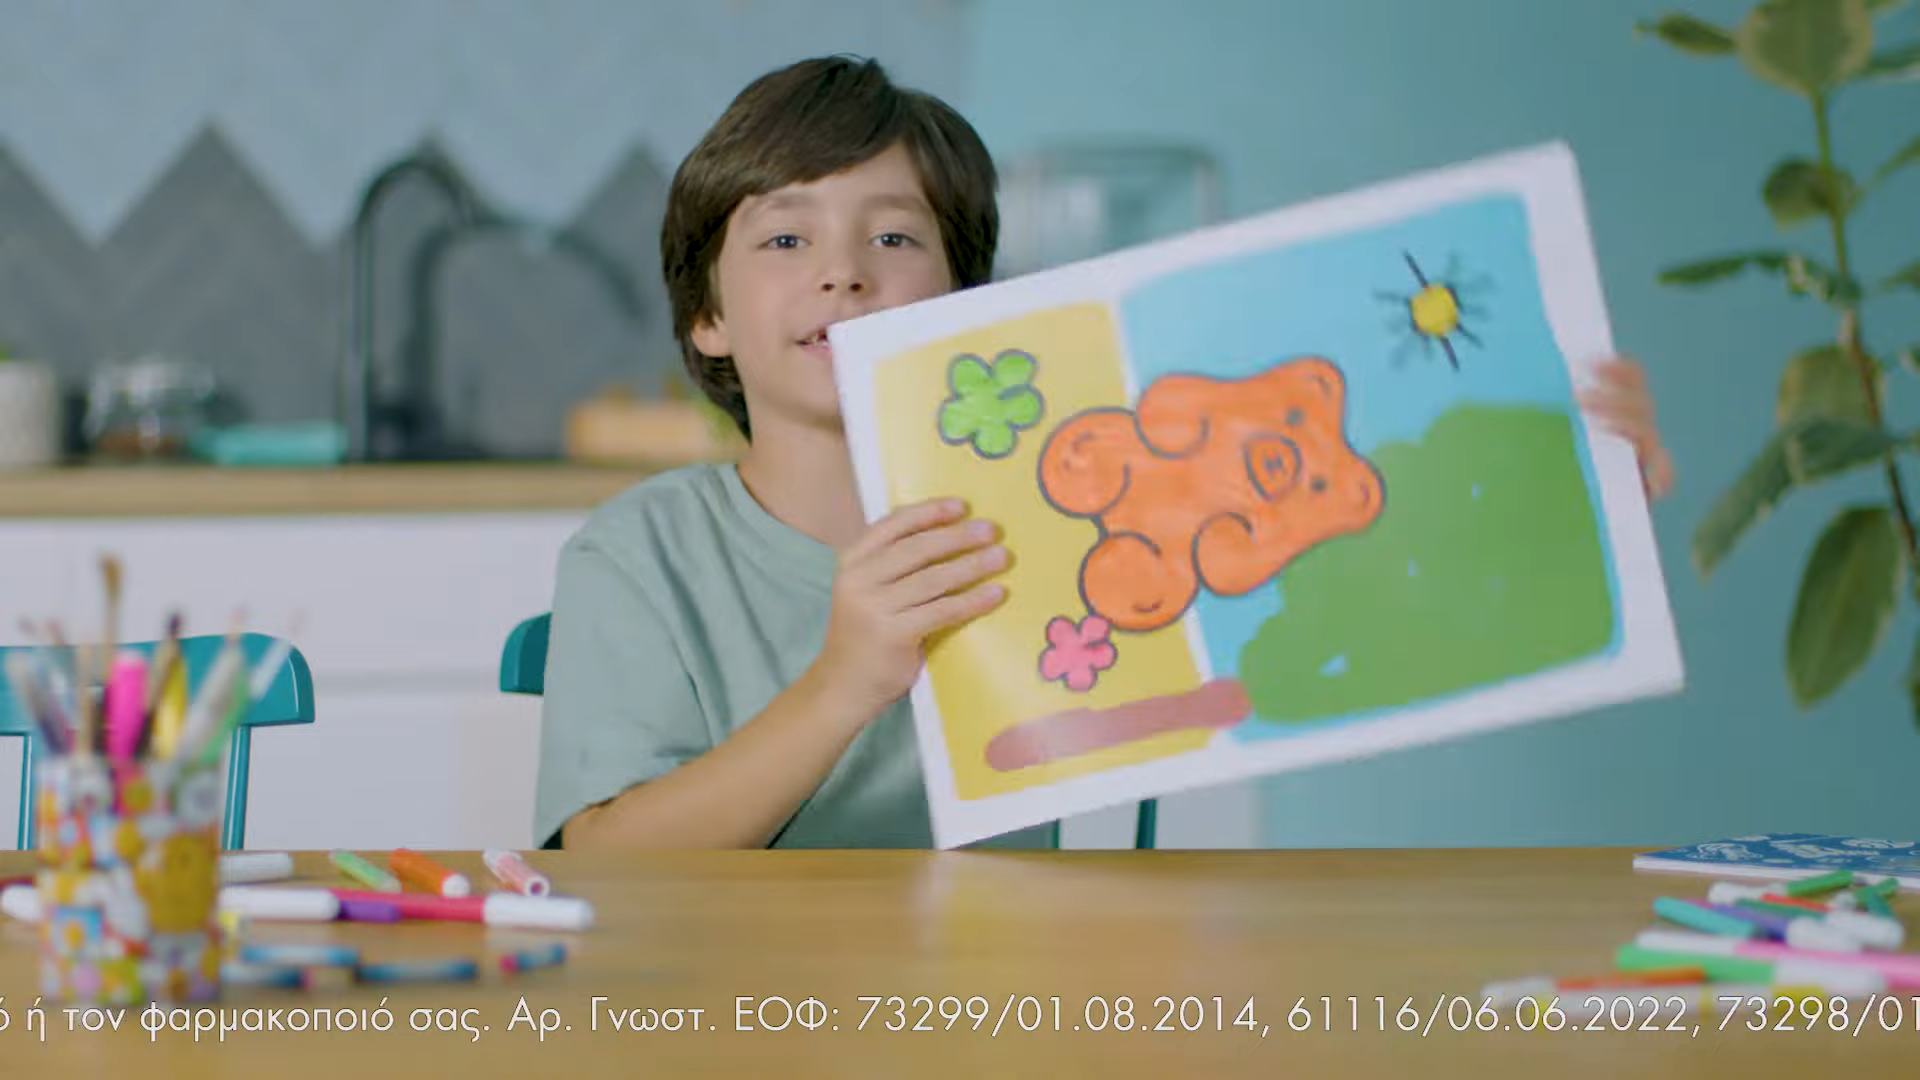 ή τον φαρμακοποιό σας. Αρ. Γνωστ. ΕΟΦ: 73299/01.08.2014, 61116/06.06.2022, 73298/01